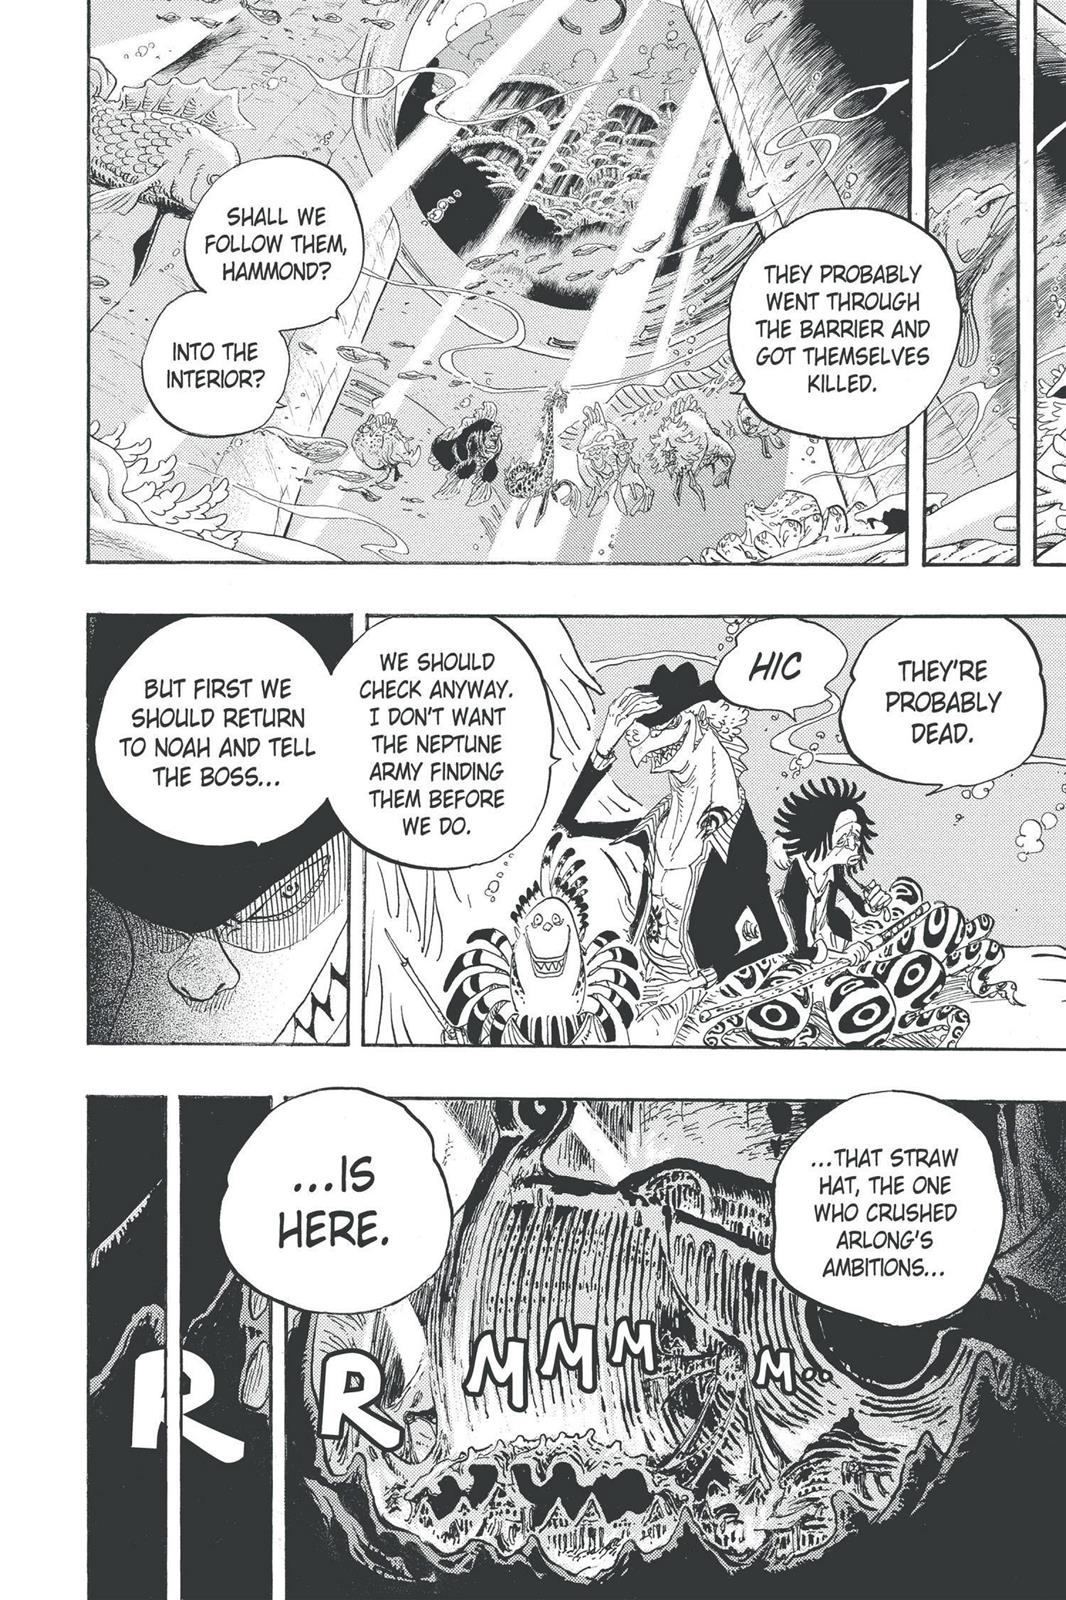 THEY PROBABLY
WENT THROUGH
THE BARRIER AND
GOT THEMSELVES
KILLED.
SHALL WE
FOLLOW THEM,
HAMMOND?
INTO THE
INTERIOR?
THEY'RE
PROBABLY
DEAD.
HIC
WE SHOULD
CHECK ANYWAY.
I DON'T WANT
THE NEPTUNE
ARMY FINDING
THEM BEFORE
WE DO.
BUT FIRST WE
SHOULD RETURN
TO NOAH AND TELL
THE BOSS...
...THAT STRAW
HAT, THE ONE
WHO CRUSHED
ARLONG'S
AMBITIONS...
...IS
HERE.
RRMMMM...